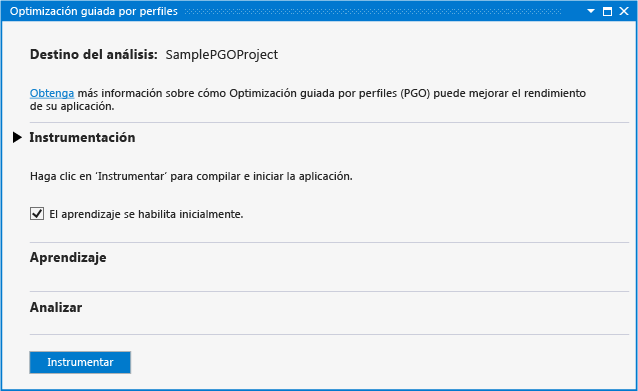 Optimización guiada por perfiles
Destino del análisis: SamplePGOProject
Obtenga más información sobre cómo Optimización guiada por perfiles (PGO) puede mejorar el rendimiento
de su aplicación.
Instrumentación
Haga clic en 'Instrumentar' para compilar e iniciar la aplicación.
El aprendizaje se habilita inicialmente.
Aprendizaje
Analizar
Instrumentar